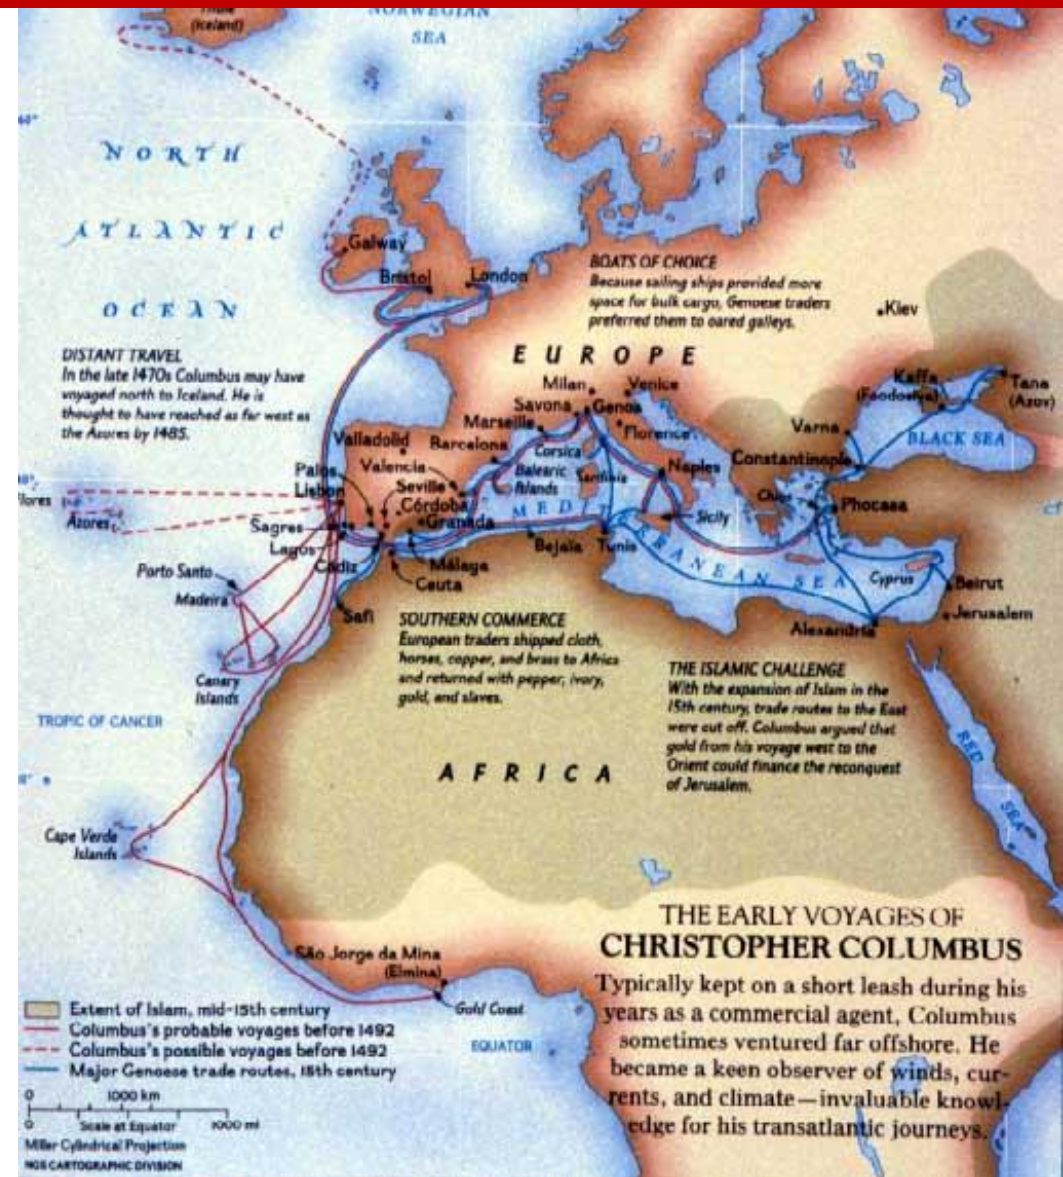 Thule
(Iceland)
NORWEGIAN
SEA
NORTH
ATLANTIC
OCEAN
Galway
Bristol
London
BOATS OF CHOICE
Because sailing ships provided more
space for bulk cargo, Genoese traders
preferred them to oared galleys.
Kiev
DISTANT TRAVEL
In the late 1470s Columbus may have
voyaged north to Iceland. He is
thought to have reached as far west as
the Azores by 1485.
EUROPE
Milan
Venice
Savona
Genoa
Marseille
Florence
Kaffa
(Feodosiya)
Tana
(Azov)
Varna
BLACK SEA
Constantinople
Valladolid
Barcelona
Corsica
Palos
Valencia
Balearic
Islands
Sardinia
Naples
Lisbon
Seville
Córdoba
Granada
Chios
Phocaea
Flores
Azores
Sagres
Lagos
Cádiz
Málaga
Ceuta
Bejaïa
Tunis
Sicily
MEDITERRANEAN SEA
Cyprus
Beirut
Jerusalem
Alexandria
Porto Santo
Madeira
Safi
Canary
Islands
SOUTHERN COMMERCE
European traders shipped cloth,
horses, copper, and brass to Africa
and returned with pepper, ivory,
gold, and slaves.
THE ISLAMIC CHALLENGE
With the expansion of Islam in the
15th century, trade routes to the East
were cut off. Columbus argued that
gold from his voyage west to the
Orient could finance the reconquest
of Jerusalem.
TROPIC OF CANCER
AFRICA
RED
SEA
Cape Verde
Islands
São Jorge da Mina
(Elmina)
Gold Coast
EQUATOR
THE EARLY VOYAGES OF
CHRISTOPHER COLUMBUS
Typically kept on a short leash during his
years as a commercial agent, Columbus
sometimes ventured far offshore. He
became a keen observer of winds, cur-
rents, and climate—invaluable knowl-
edge for his transatlantic journeys.
Extent of Islam, mid-15th century
Columbus's probable voyages before 1492
Columbus's possible voyages before 1492
Major Genoese trade routes, 15th century
0 1000 km
0 Scale at Equator 1000 mi
Miller Cylindrical Projection
NGS CARTOGRAPHIC DIVISION